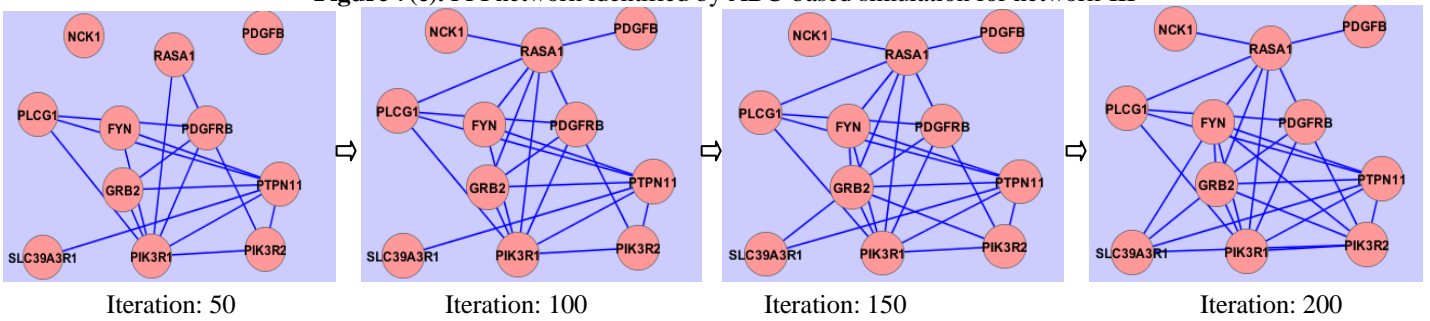 NCK1
PDGFB
RASA1
PLCG1
FYN
PDGFRB
GRB2
PTPN11
SLC39A3R1
PIK3R1
PIK3R2
Iteration: 50
NCK1
PDGFB
RASA1
PLCG1
FYN
PDGFRB
GRB2
PTPN11
SLC39A3R1
PIK3R1
PIK3R2
Iteration: 100
NCK1
PDGFB
RASA1
PLCG1
FYN
PDGFRB
GRB2
PTPN11
SLC39A3R1
PIK3R1
PIK3R2
Iteration: 150
NCK1
PDGFB
RASA1
PLCG1
FYN
PDGFRB
GRB2
PTPN11
SLC39A3R1
PIK3R1
PIK3R2
Iteration: 200